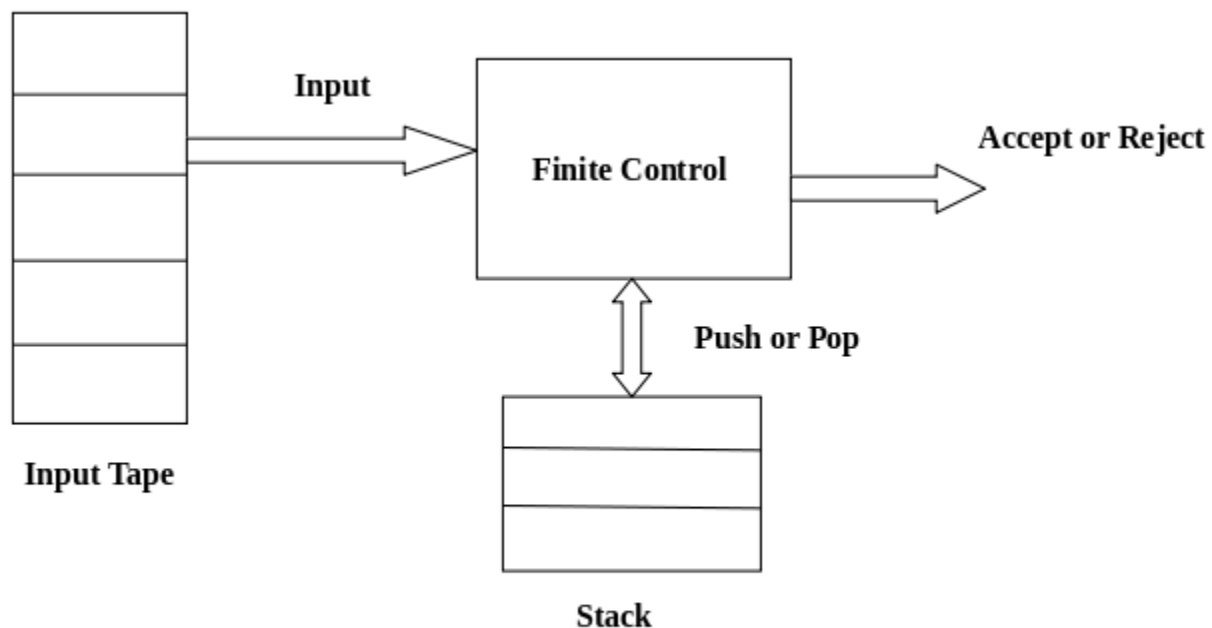 Input
Accept or Reject
Finite Control
Push or Pop
Input Tape
Stack